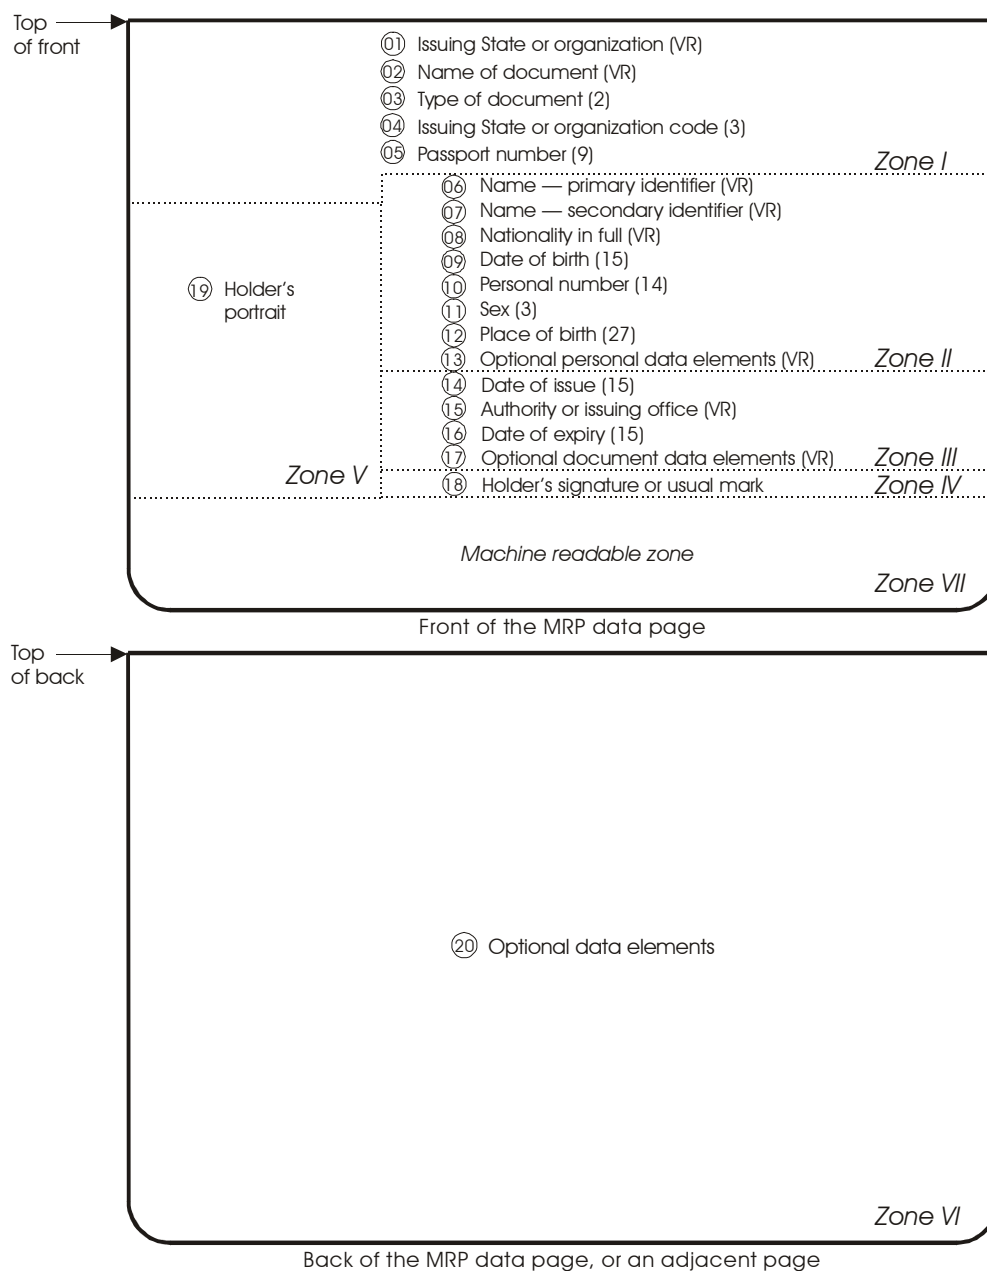 Top
of front
01 Issuing State or organization (VR)
02 Name of document (VR)
03 Type of document (2)
04 Issuing State or organization code (3)
05 Passport number (9)
Zone I
06 Name — primary identifier (VR)
07 Name — secondary identifier (VR)
08 Nationality in full (VR)
09 Date of birth (15)
10 Personal number (14)
11 Sex (3)
12 Place of birth (27)
13 Optional personal data elements (VR)
Zone II
14 Date of issue (15)
15 Authority or issuing office (VR)
16 Date of expiry (15)
17 Optional document data elements (VR)
Zone III
18 Holder's signature or usual mark
Zone IV
19 Holder's
portrait
Zone V
Machine readable zone
Zone VII
Front of the MRP data page
Top
of back
20 Optional data elements
Zone VI
Back of the MRP data page, or an adjacent page